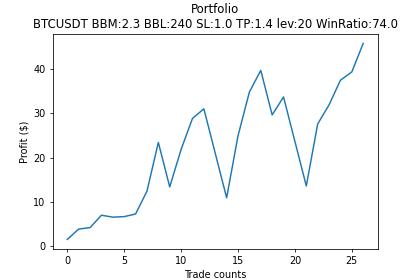 Portfolio
BTCUSDT BBM:2.3 BBL:240 SL:1.0 TP:1.4 lev:20 WinRatio:74.0
40
30
20
10
0
Profit ($)
0 5 10 15 20 25
Trade counts